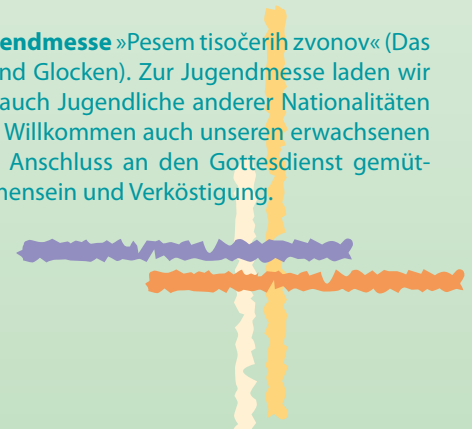 endmesse »Pesem tisočerih zvonov« (Das
nd Glocken). Zur Jugendmesse laden wir
auch Jugendliche anderer Nationalitäten
Willkommen auch unseren erwachsenen
Anschluss an den Gottesdienst gemüt-
mensein und Verköstigung.